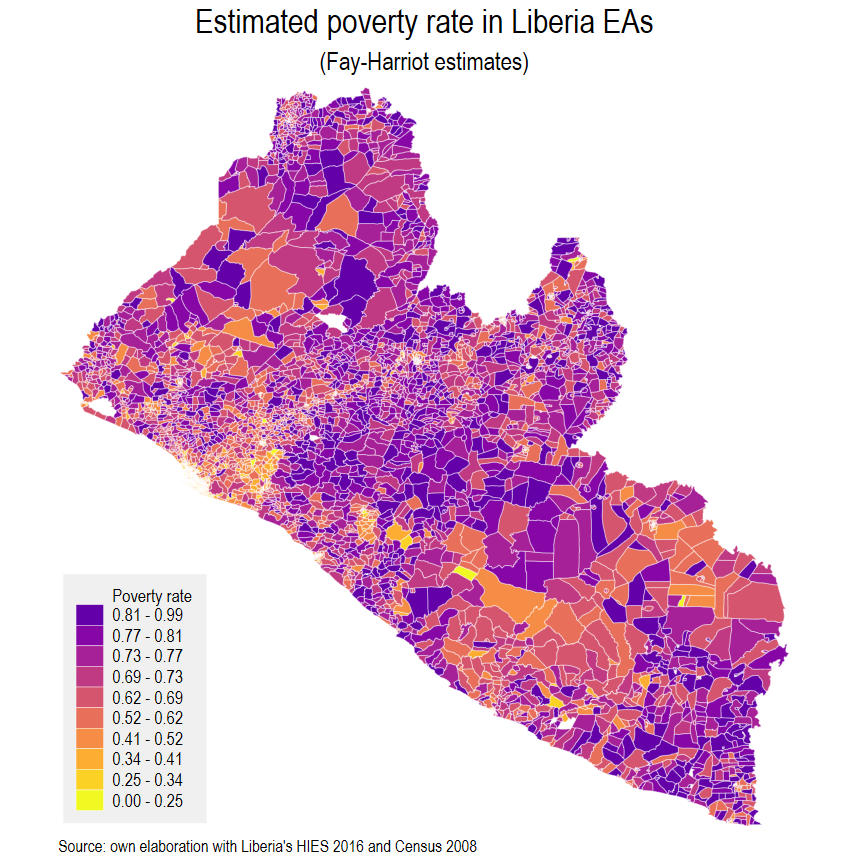 Estimated poverty rate in Liberia EAs
(Fay-Harriot estimates)
Poverty rate
0.81 - 0.99
0.77 - 0.81
0.73 - 0.77
0.69 - 0.73
0.62 - 0.69
0.52 - 0.62
0.41 - 0.52
0.34 - 0.41
0.25 - 0.34
0.00 - 0.25
Source: own elaboration with Liberia's HIES 2016 and Census 2008